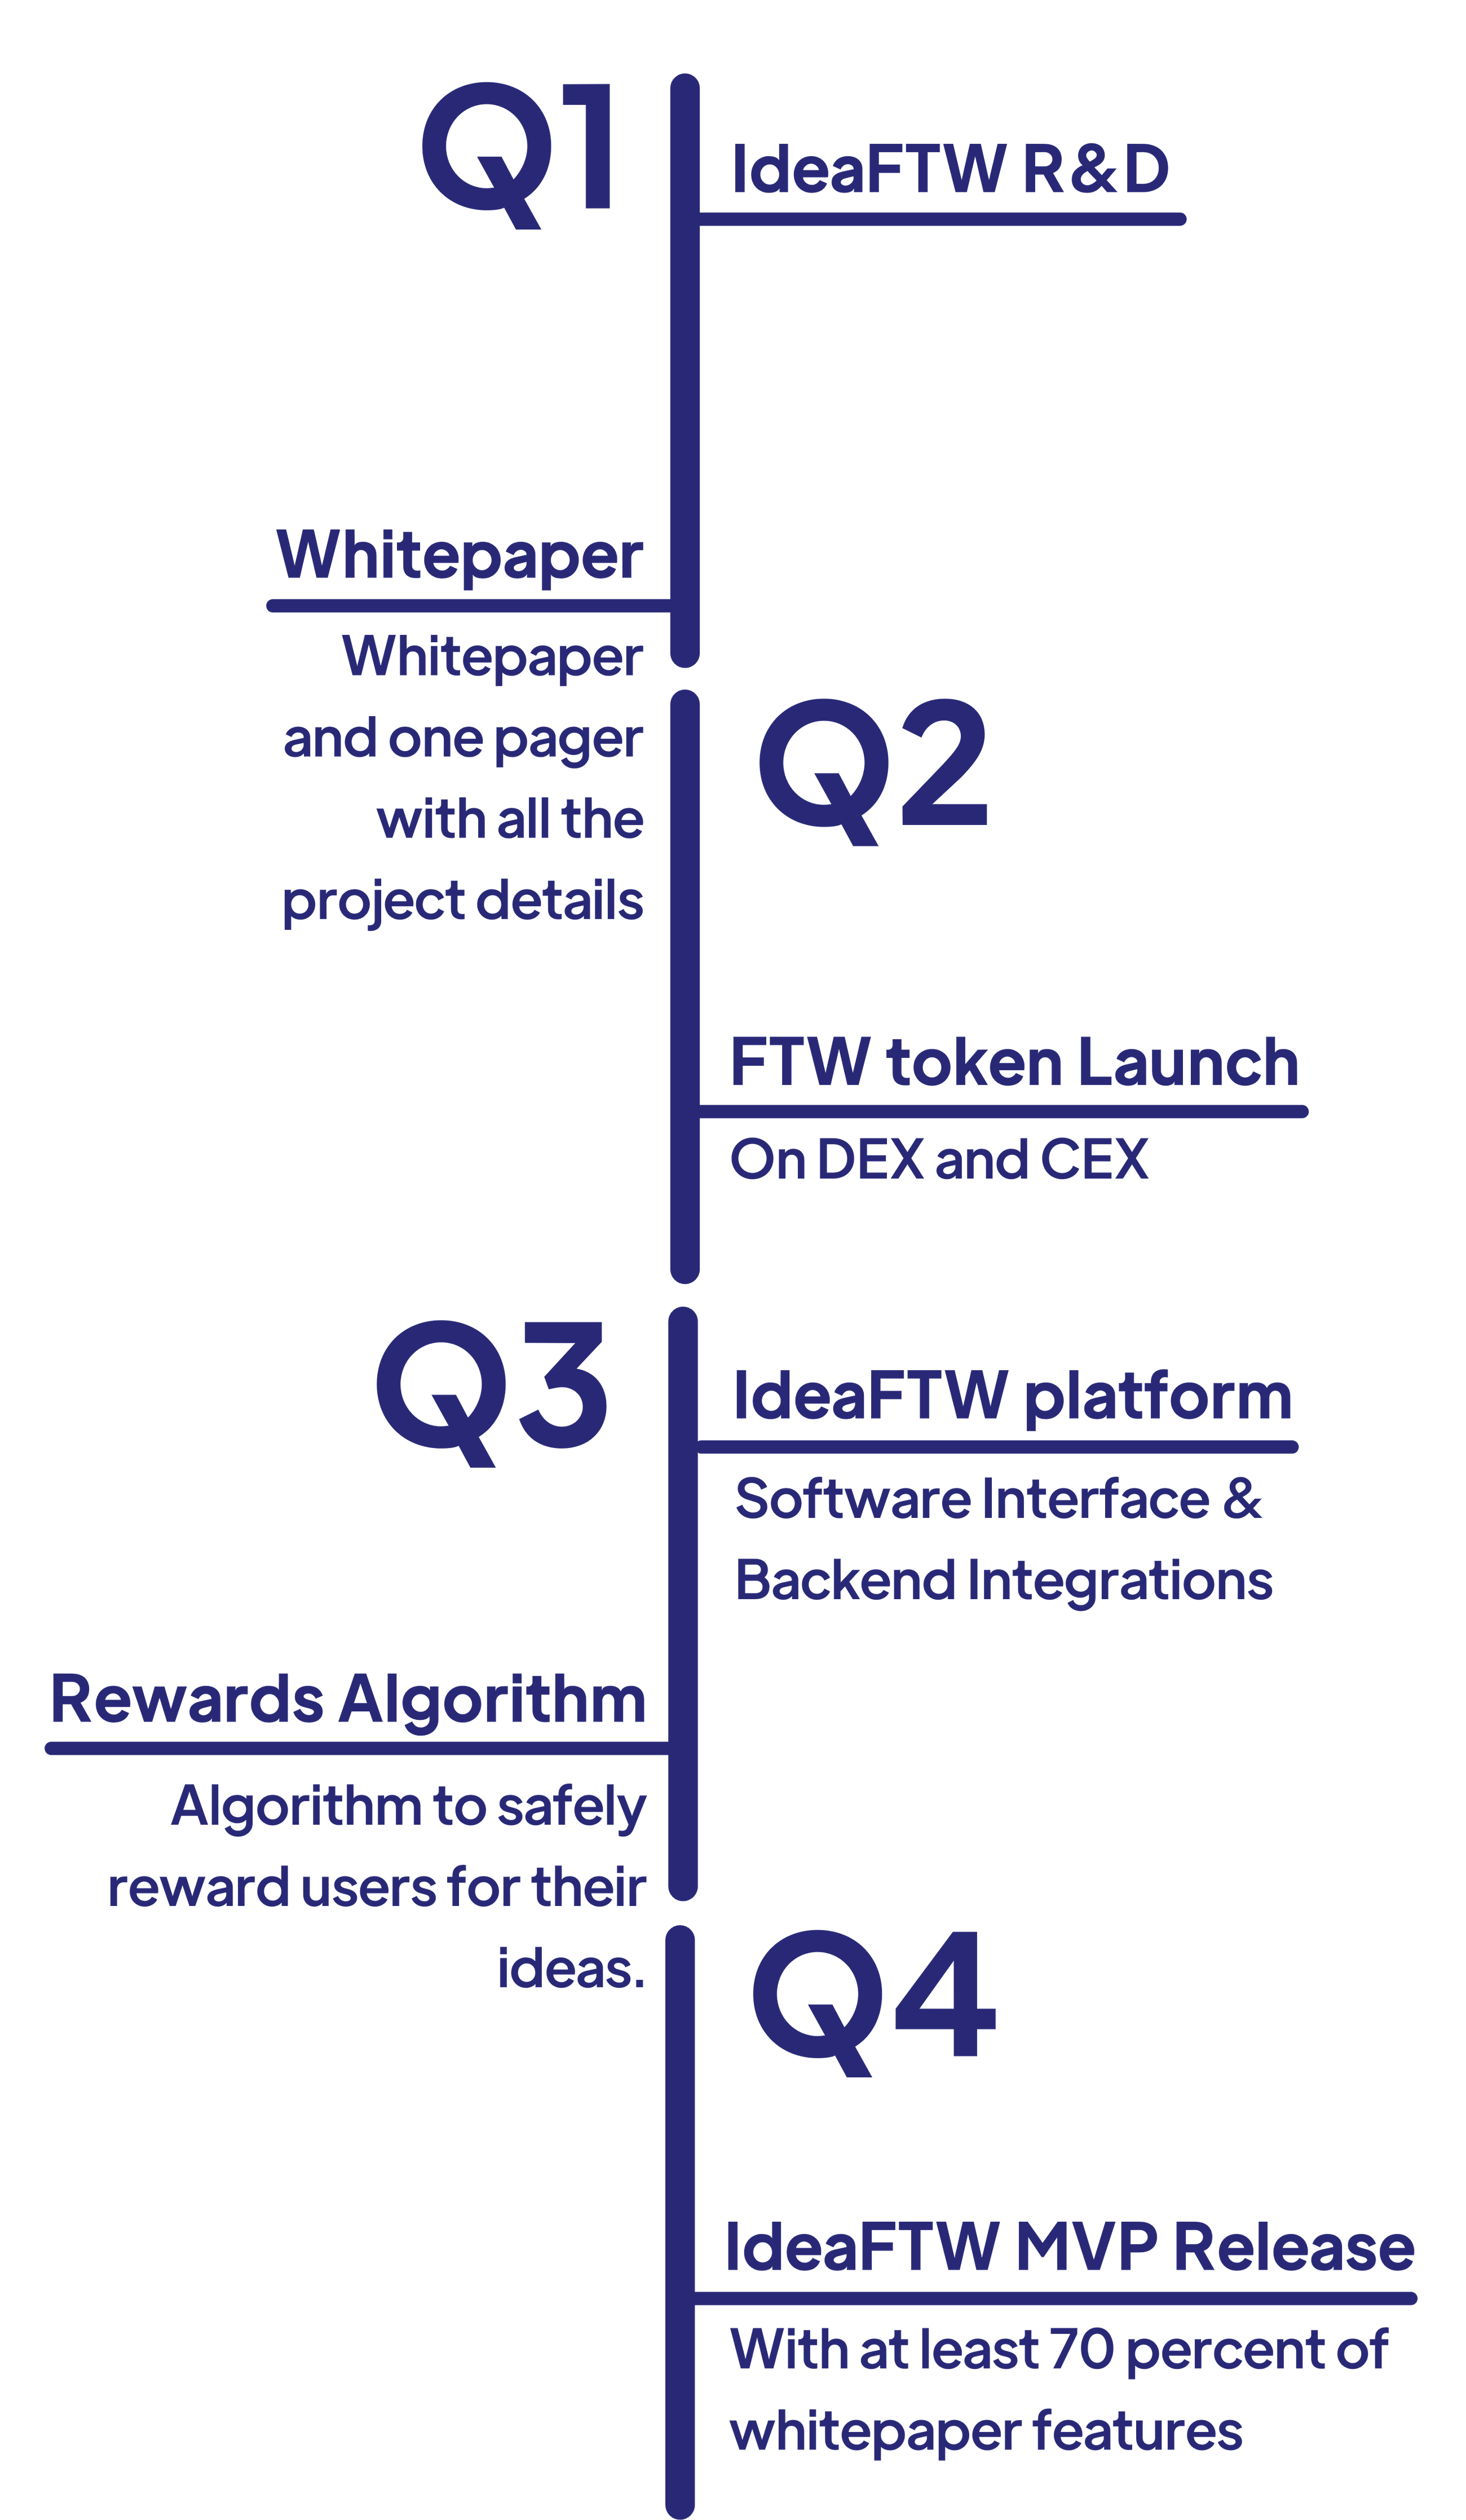 Q1
IdeaFTW R&D
Whitepaper
Whitepaper
and one pager
with all the
project details
Q2
FTW token Launch
On DEX and CEX
Q3
IdeaFTW platform
Software Interface &
Backend Integrations
Rewards Algorithm
Algorithm to safely
reward users for their
ideas.
Q4
IdeaFTW MVP Release
With at least 70 percent of
whitepaper features